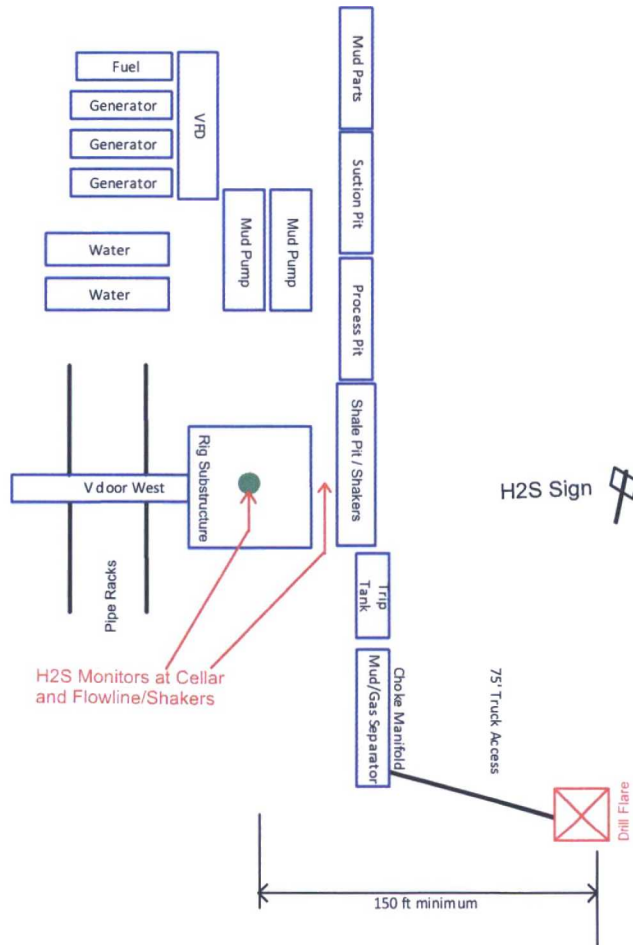 Fuel
Generator
Generator
Generator
VFD
Water
Water
Mud Pump
Mud Pump
Mud Parts
Suction Pit
Process Pit
Shale Pit / Shakers
Rig Substructure
V door West
Pipe Racks
H2S Sign
Trip
Tank
H2S Monitors at Cellar
and Flowline/Shakers
Choke Manifold
Mud/Gas Separator
75' Truck Access
Drill Flare
150 ft minimum